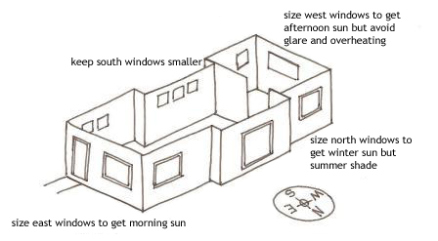 size west windows to get
afternoon sun but avoid
glare and overheating
keep south windows smaller
size north windows to
get winter sun but
summer shade
S
W
E
N
size east windows to get morning sun